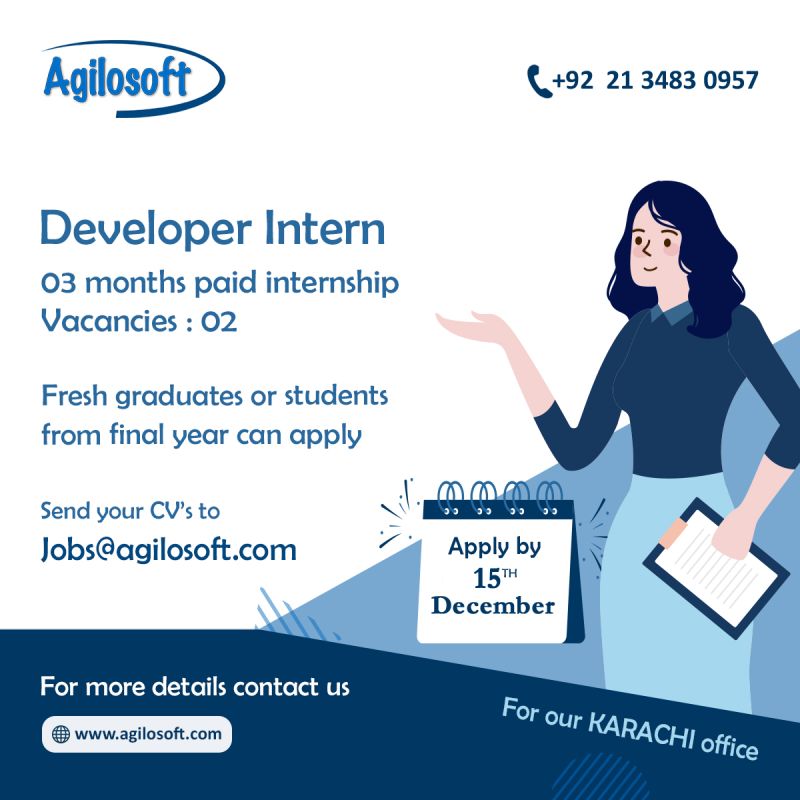 Agilosoft
+92 21 3483 0957
Developer Intern
03 months paid internship
Vacancies : 02
Fresh graduates or students
from final year can apply
Send your CV's to
Jobs@agilosoft.com
Apply by
15TH
December
For more details contact us
www.agilosoft.com
For our KARACHI office